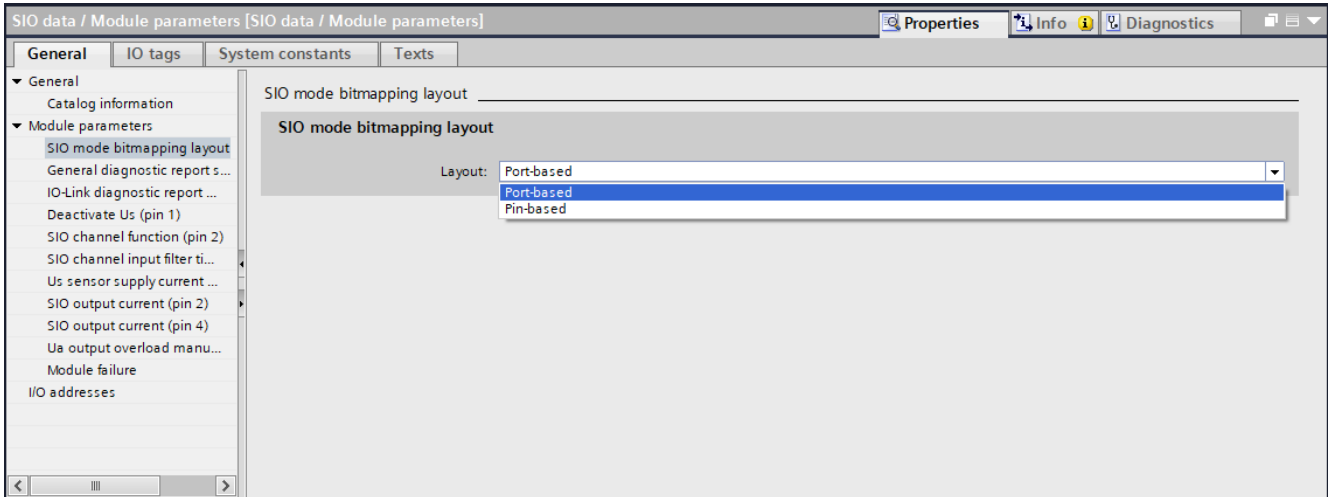 SIO data / Module parameters [SIO data / Module parameters]
Properties
Info
Diagnostics
General
IO tags
System constants
Texts
General
Catalog information
Module parameters
SIO mode bitmapping layout
General diagnostic report s...
IO-Link diagnostic report ...
Deactivate Us (pin 1)
SIO channel function (pin 2)
SIO channel input filter ti...
Us sensor supply current ...
SIO output current (pin 2)
SIO output current (pin 4)
Ua output overload manu...
Module failure
I/O addresses
SIO mode bitmapping layout
SIO mode bitmapping layout
Layout: Port-based
Port-based
Pin-based